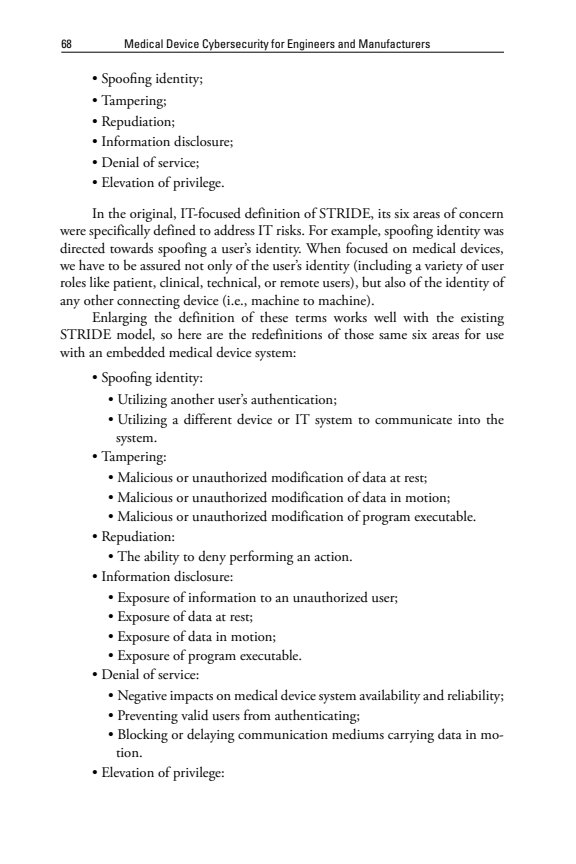 68 Medical Device Cybersecurity for Engineers and Manufacturers
• Spoofing identity;
• Tampering;
• Repudiation;
• Information disclosure;
• Denial of service;
• Elevation of privilege.
In the original, IT-focused definition of STRIDE, its six areas of concern
were specifically defined to address IT risks. For example, spoofing identity was
directed towards spoofing a user's identity. When focused on medical devices,
we have to be assured not only of the user's identity (including a variety of user
roles like patient, clinical, technical, or remote users), but also of the identity of
any other connecting device (i.e., machine to machine).
Enlarging the definition of these terms works well with the existing
STRIDE model, so here are the redefinitions of those same six areas for use
with an embedded medical device system:
• Spoofing identity:
• Utilizing another user's authentication;
• Utilizing a different device or IT system to communicate into the
system.
• Tampering:
• Malicious or unauthorized modification of data at rest;
• Malicious or unauthorized modification of data in motion;
• Malicious or unauthorized modification of program executable.
• Repudiation:
• The ability to deny performing an action.
• Information disclosure:
• Exposure of information to an unauthorized user;
• Exposure of data at rest;
• Exposure of data in motion;
• Exposure of program executable.
• Denial of service:
• Negative impacts on medical device system availability and reliability;
• Preventing valid users from authenticating;
• Blocking or delaying communication mediums carrying data in mo-
tion.
• Elevation of privilege: